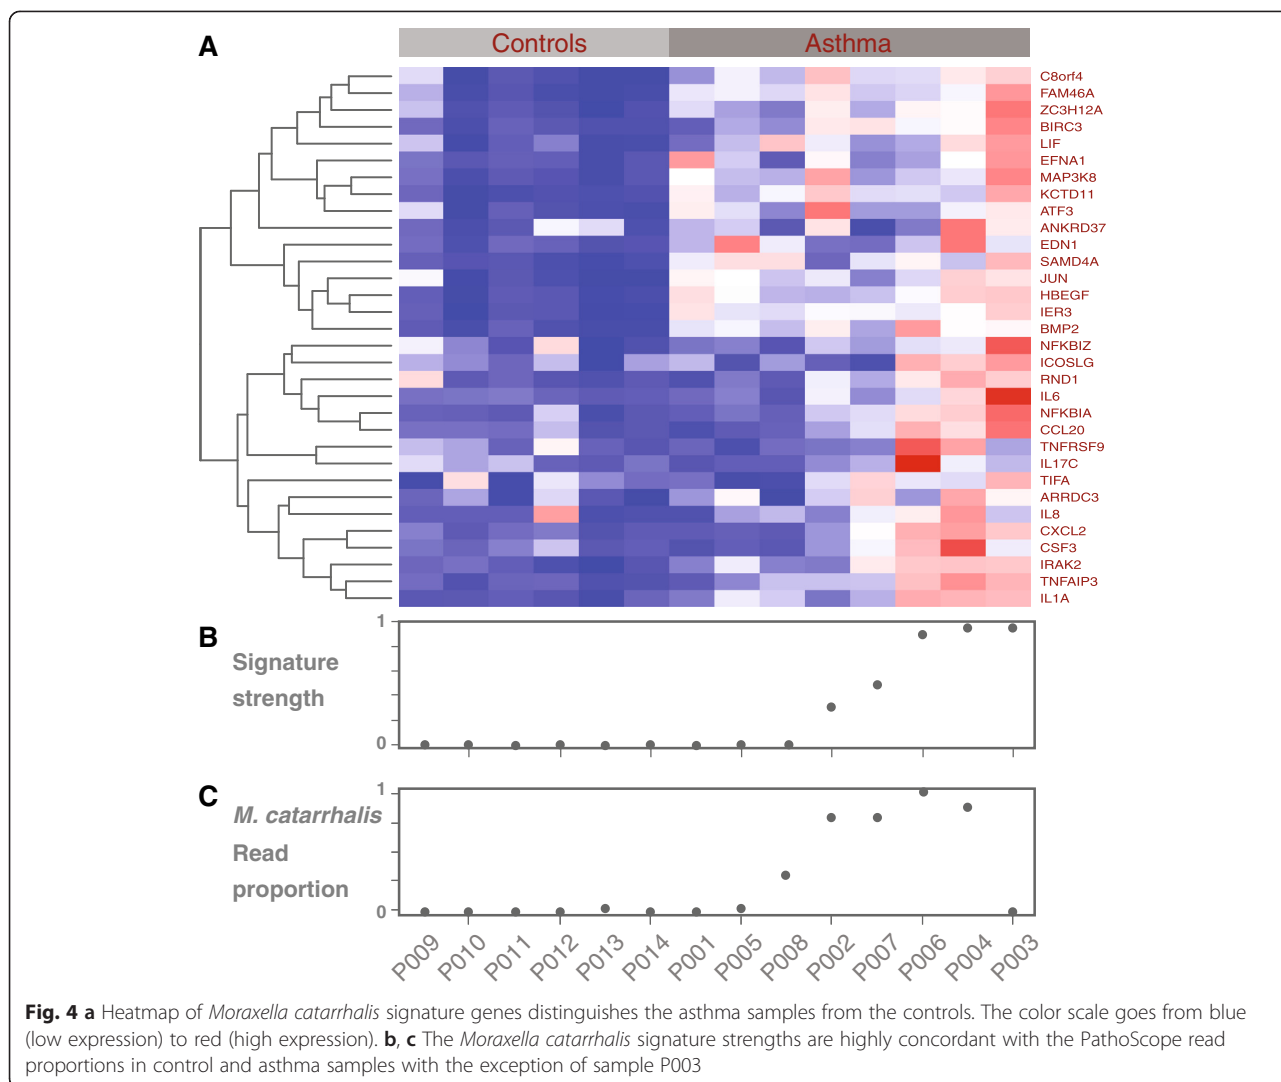 A
Controls Asthma
C8orf4
FAM46A
ZC3H12A
BIRC3
LIF
EFNA1
MAP3K8
KCTD11
ATF3
ANKRD37
EDN1
SAMD4A
JUN
HBEGF
IER3
BMP2
NFKBIZ
ICOSLG
RND1
IL6
NFKBIA
CCL20
TNFRSF9
IL17C
TIFA
ARRDC3
IL8
CXCL2
CSF3
IRAK2
TNFAIP3
IL1A
B
Signature
strength
1
0
C
M. catarrhalis
Read
proportion
1
0
P009 P010 P011 P012 P013 P014 P001 P005 P008 P002 P007 P006 P004 P003
Fig. 4 a Heatmap of Moraxella catarrhalis signature genes distinguishes the asthma samples from the controls. The color scale goes from blue
(low expression) to red (high expression). b, c The Moraxella catarrhalis signature strengths are highly concordant with the PathoScope read
proportions in control and asthma samples with the exception of sample P003